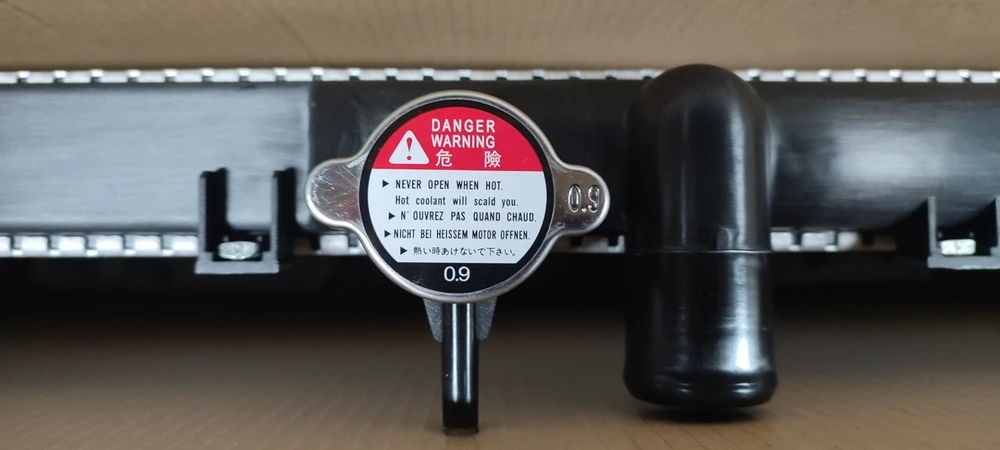 DANGER
WARNING
危 險
▶ NEVER OPEN WHEN HOT.
Hot coolant will scald you.
▶ N' OUVREZ PAS QUAND CHAUD.
▶ NICHT BEI HEISSEM MOTOR OFFNEN.
▶ 熱い時あけないで下さい。
0.9
0.9